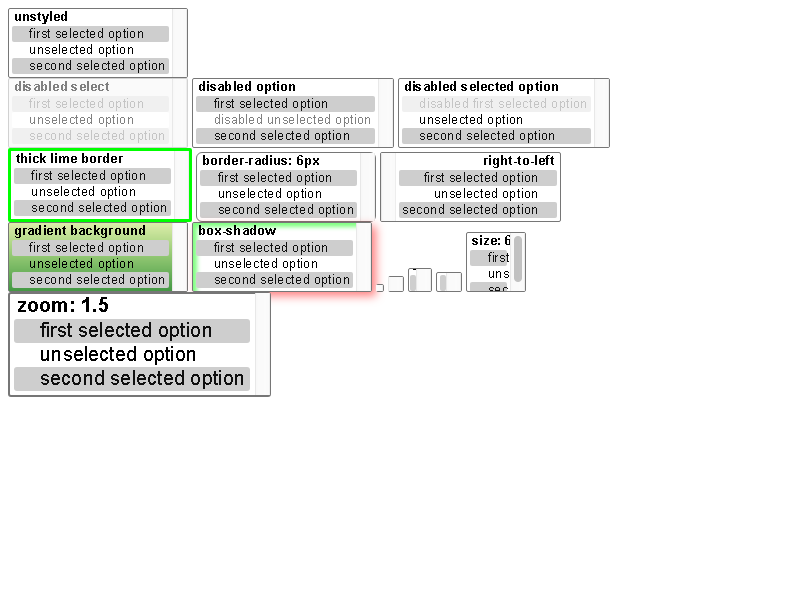 unstyled
first selected option
unselected option
second selected option
disabled select
first selected option
unselected option
second selected option
disabled option
first selected option
disabled unselected option
second selected option
disabled selected option
disabled first selected option
unselected option
second selected option
thick lime border
first selected option
unselected option
second selected option
border-radius: 6px
first selected option
unselected option
second selected option
right-to-left
first selected option
unselected option
second selected option
gradient background
first selected option
unselected option
second selected option
box-shadow
first selected option
unselected option
second selected option
size: 6
first
uns
sec
zoom: 1.5
first selected option
unselected option
second selected option